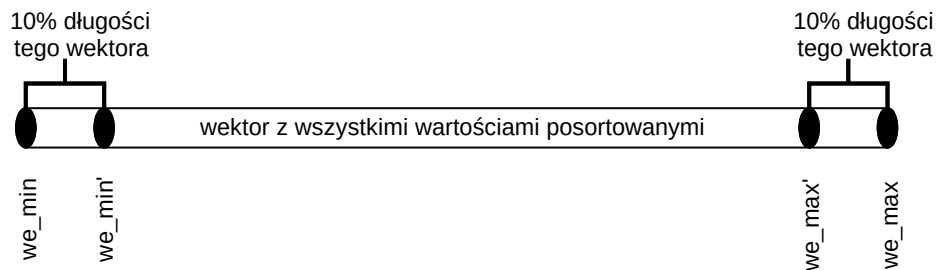 10% długości
tego wektora
10% długości
tego wektora
wektor z wszystkimi wartościami posortowanymi
we_min
we_min'
we_max'
we_max